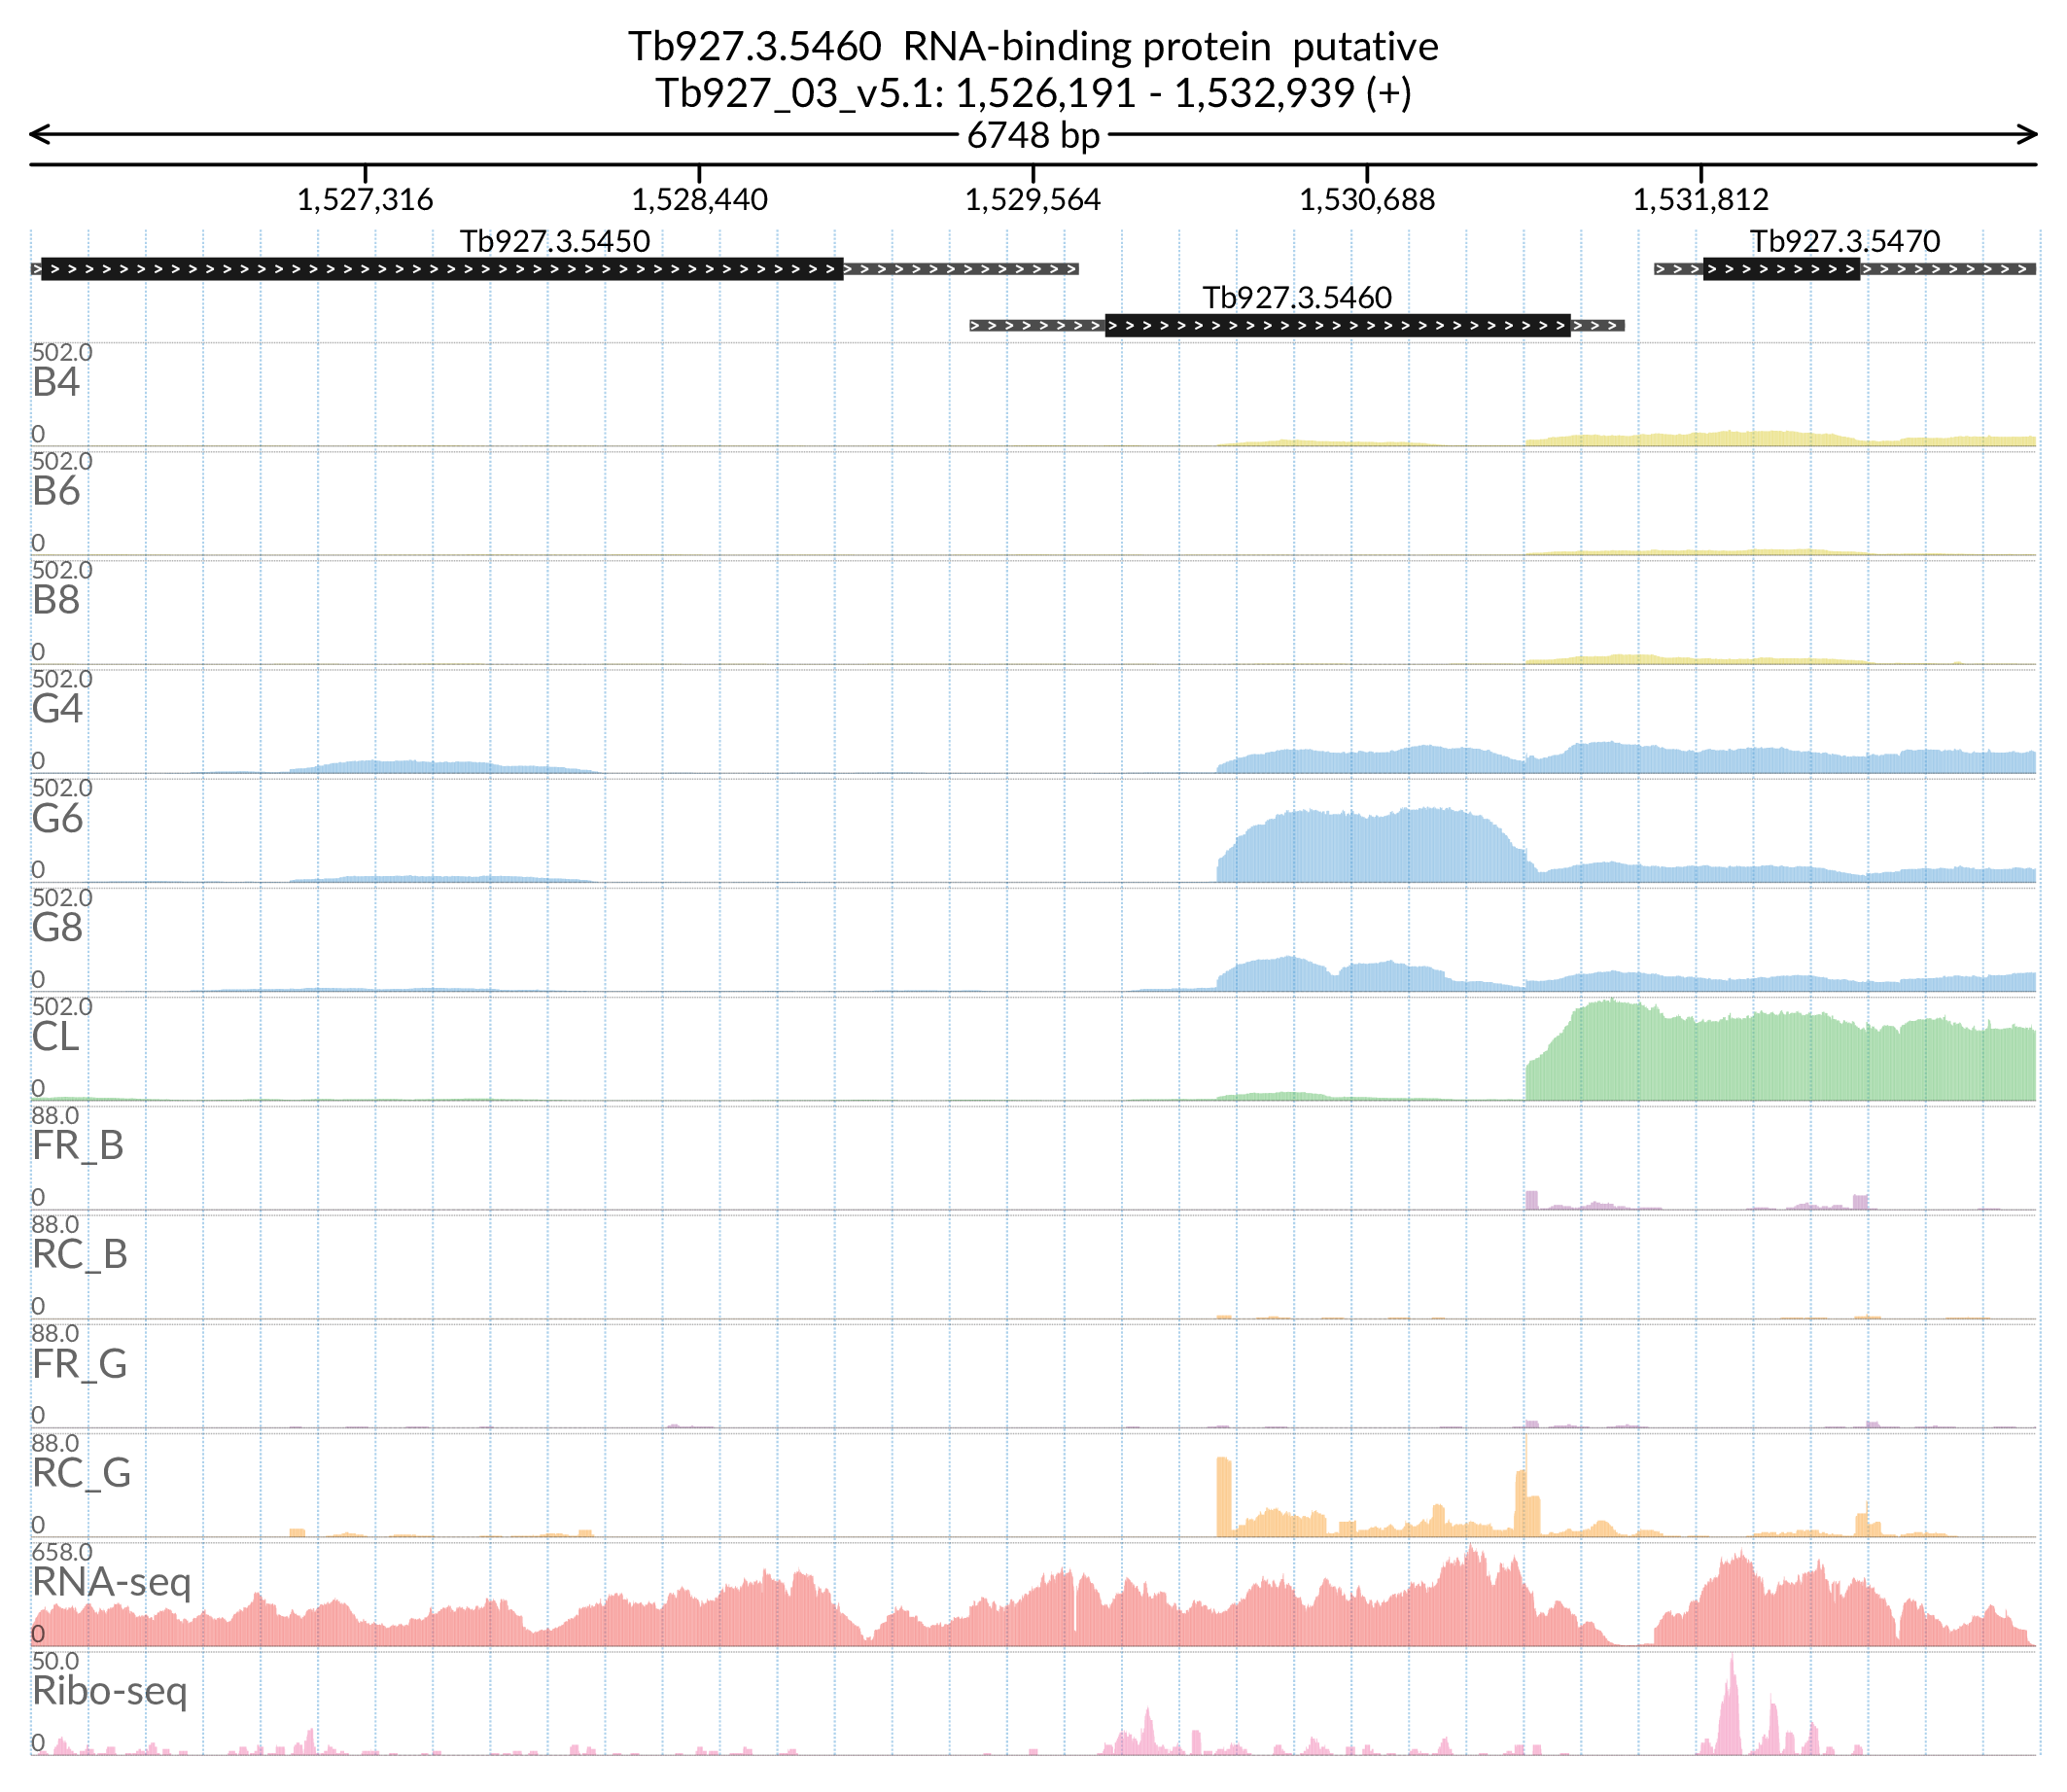 Tb927.3.5460  RNA-binding protein  putative
Tb927_03_v5.1: 1,526,191 - 1,532,939 (+)
6748 bp
1,527,316 1,528,440 1,529,564 1,530,688 1,531,812
Tb927.3.5450 Tb927.3.5470
Tb927.3.5460
502.0
B4
0
502.0
B6
0
502.0
B8
0
502.0
G4
0
502.0
G6
0
502.0
G8
0
502.0
CL
0
88.0
FR_B
0
88.0
RC_B
0
88.0
FR_G
0
88.0
RC_G
0
658.0
RNA-seq
0
50.0
Ribo-seq
0